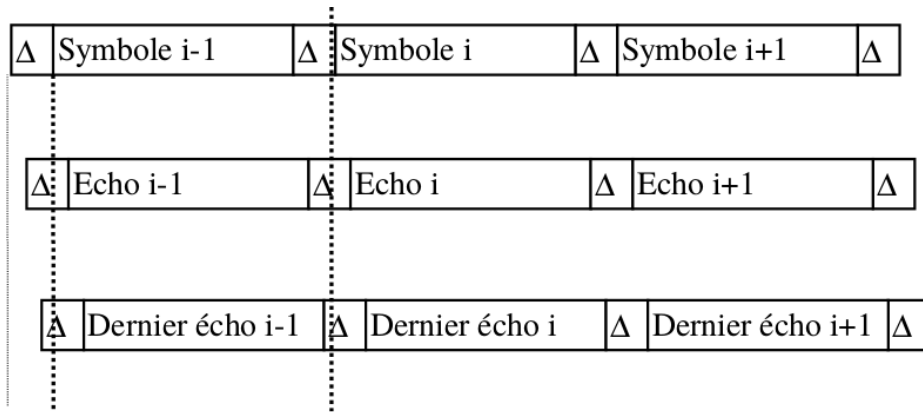 Δ Symbole i-1 Δ Symbole i Δ Symbole i+1 Δ
Δ Echo i-1 Δ Echo i Δ Echo i+1 Δ
Δ Dernier écho i-1 Δ Dernier écho i Δ Dernier écho i+1 Δ